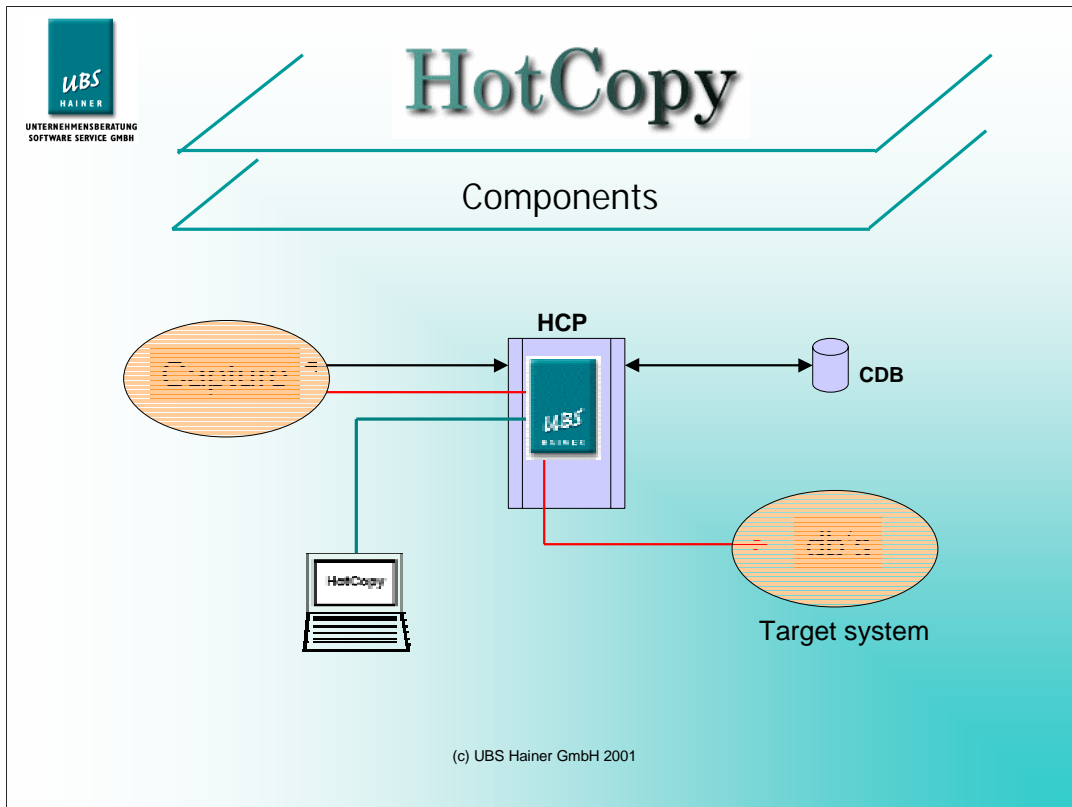 UBS
HAINER
UNTERNEHMENSBERATUNG
SOFTWARE SERVICE GMBH
HotCopy
Components
HCP
Capture
CDB
UBS
HAINER
db's
HotCopy
Target system
(c) UBS Hainer GmbH 2001